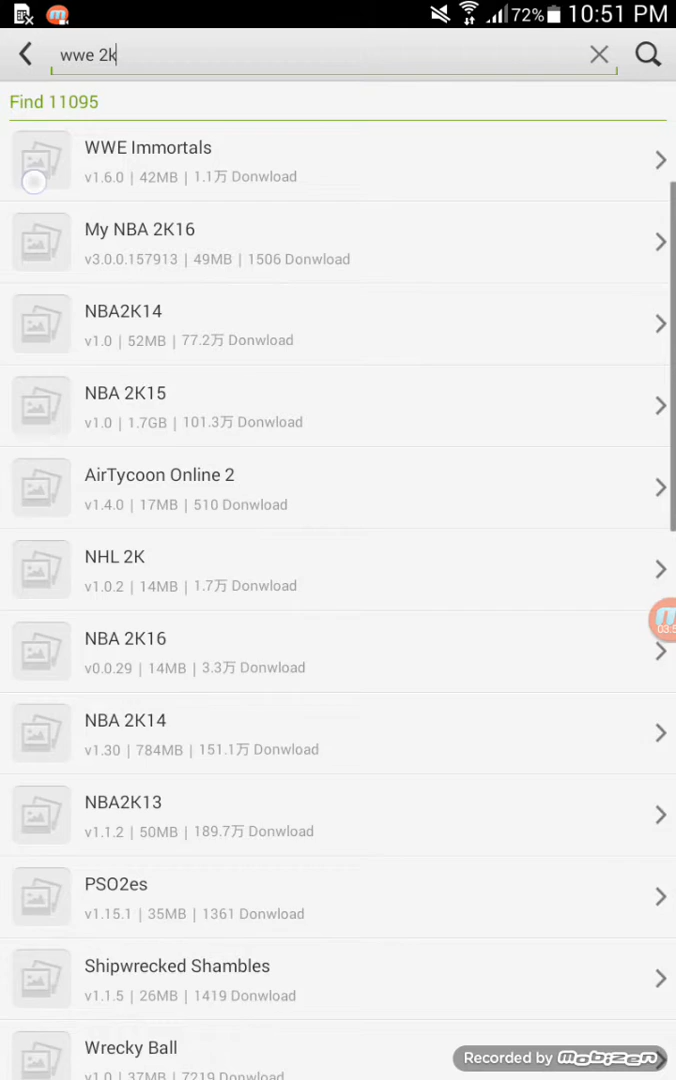 72% 10:51 PM
wwe 2k
Find 11095
WWE Immortals
v1.6.0 | 42MB | 1.1万 Donwload
My NBA 2K16
v3.0.0.157913 | 49MB | 1506 Donwload
NBA2K14
v1.0 | 52MB | 77.2万 Donwload
NBA 2K15
v1.0 | 1.7GB | 101.3万 Donwload
AirTycoon Online 2
v1.4.0 | 17MB | 510 Donwload
NHL 2K
v1.0.2 | 14MB | 1.7万 Donwload
NBA 2K16
v0.0.29 | 14MB | 3.3万 Donwload
NBA 2K14
v1.30 | 784MB | 151.1万 Donwload
NBA2K13
v1.1.2 | 50MB | 189.7万 Donwload
PSO2es
v1.15.1 | 35MB | 1361 Donwload
Shipwrecked Shambles
v1.1.5 | 26MB | 1419 Donwload
Wrecky Ball
v1.0 | 37MB | 7219 Donwload
Recorded by mobizen